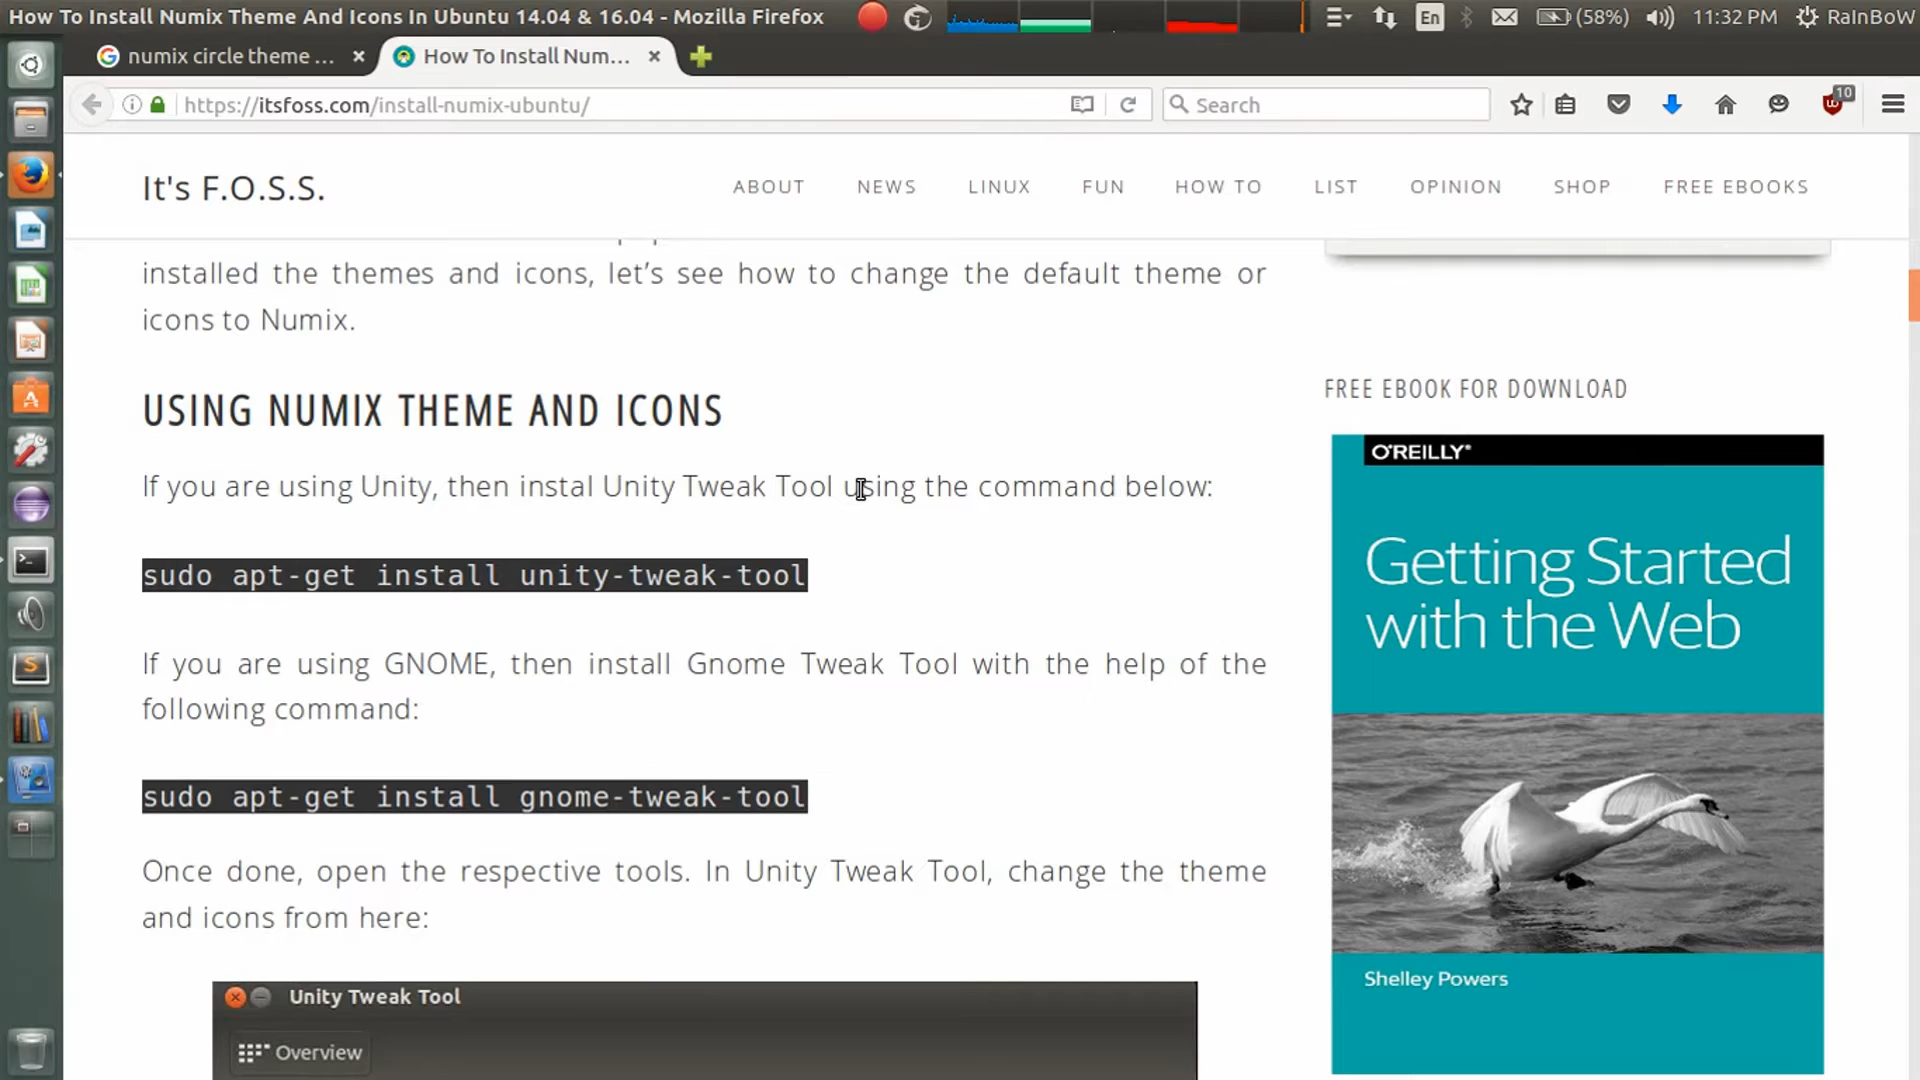 How To Install Numix Theme And Icons In Ubuntu 14.04 & 16.04 - Mozilla Firefox
En
(58%)
11:32 PM
RaInBoW
numix circle theme ...
How To Install Num...
https://itsfoss.com/install-numix-ubuntu/
Search
10
It's F.O.S.S.
ABOUT NEWS LINUX FUN HOW TO LIST OPINION SHOP FREE EBOOKS
installed the themes and icons, let’s see how to change the default theme or
icons to Numix.
USING NUMIX THEME AND ICONS
If you are using Unity, then instal Unity Tweak Tool using the command below:
sudo apt-get install unity-tweak-tool
If you are using GNOME, then install Gnome Tweak Tool with the help of the
following command:
sudo apt-get install gnome-tweak-tool
Once done, open the respective tools. In Unity Tweak Tool, change the theme
and icons from here:
Unity Tweak Tool
Overview
FREE EBOOK FOR DOWNLOAD
O'REILLY®
Getting Started
with the Web
Shelley Powers